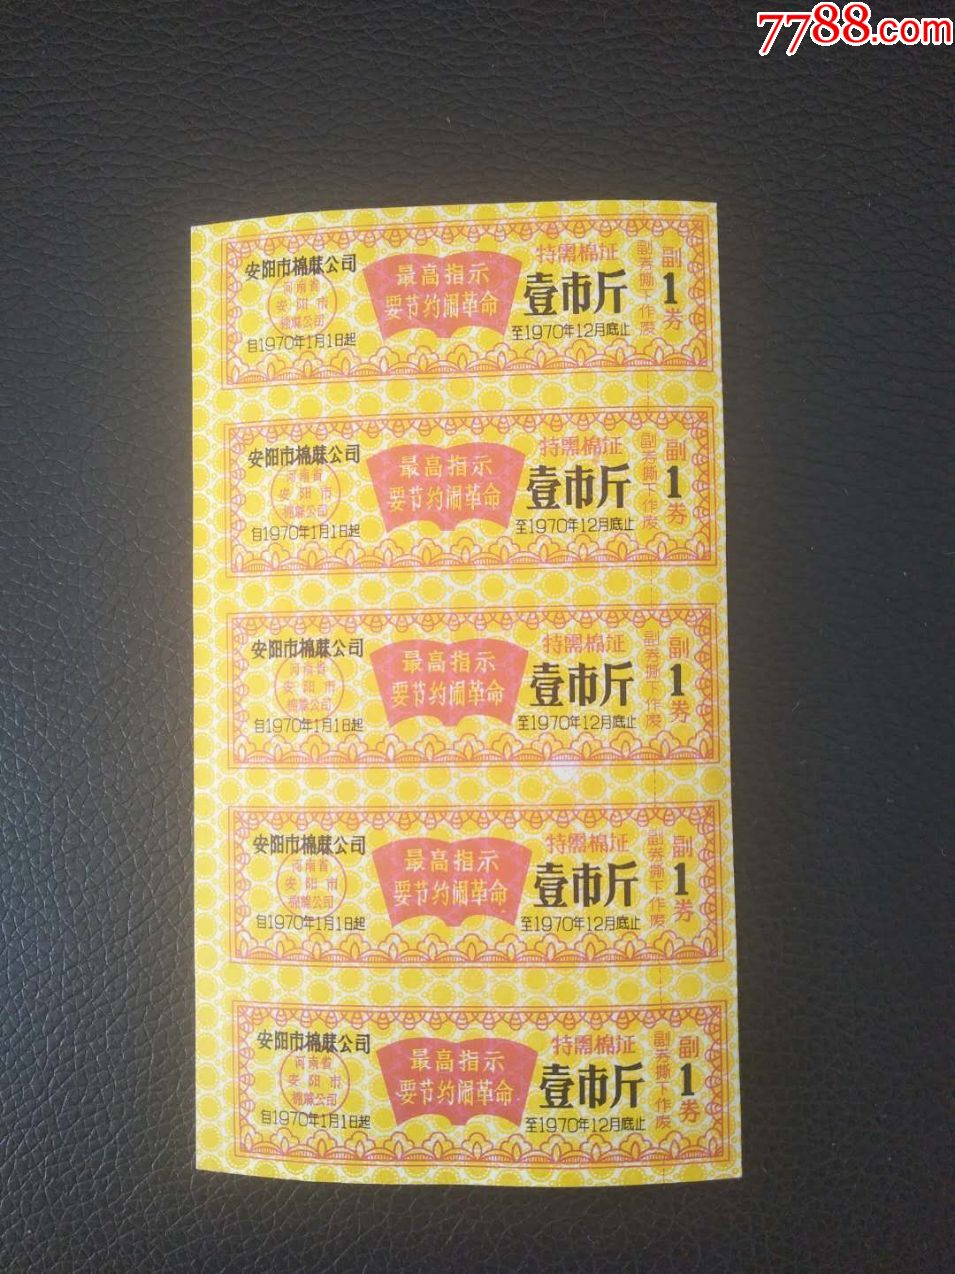 7788.com
安阳市棉蔴公司
河南省
安阳市
棉蔴公司
自1970年1月1日起
最高指示
要节约闹革命
特需棉证
壹市斤
至1970年12月底止
副券撕下作废
副
1
券
安阳市棉蔴公司
河南省
安阳市
棉蔴公司
自1970年1月1日起
最高指示
要节约闹革命
特需棉证
壹市斤
至1970年12月底止
副券撕下作废
副
1
券
安阳市棉蔴公司
河南省
安阳市
棉蔴公司
自1970年1月1日起
最高指示
要节约闹革命
特需棉证
壹市斤
至1970年12月底止
副券撕下作废
副
1
券
安阳市棉蔴公司
河南省
安阳市
棉蔴公司
自1970年1月1日起
最高指示
要节约闹革命
特需棉证
壹市斤
至1970年12月底止
副券撕下作废
副
1
券
安阳市棉蔴公司
河南省
安阳市
棉蔴公司
自1970年1月1日起
最高指示
要节约闹革命
特需棉证
壹市斤
至1970年12月底止
副券撕下作废
副
1
券